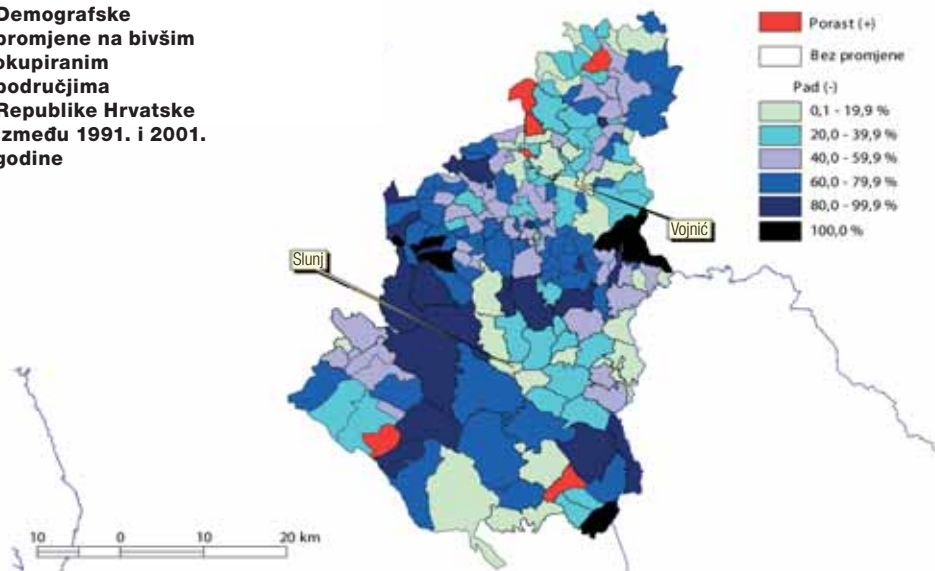 Demografske
promjene na bivšim
okupiranim
područjima
Republike Hrvatske
između 1991. i 2001.
godine
Porast (+)
Bez promjene
Pad (-)
0,1 - 19,9 %
20,0 - 39,9 %
40,0 - 59,9 %
60,0 - 79,9 %
80,0 - 99,9 %
100,0 %
Vojnić
Slunj
10 0 10 20 km